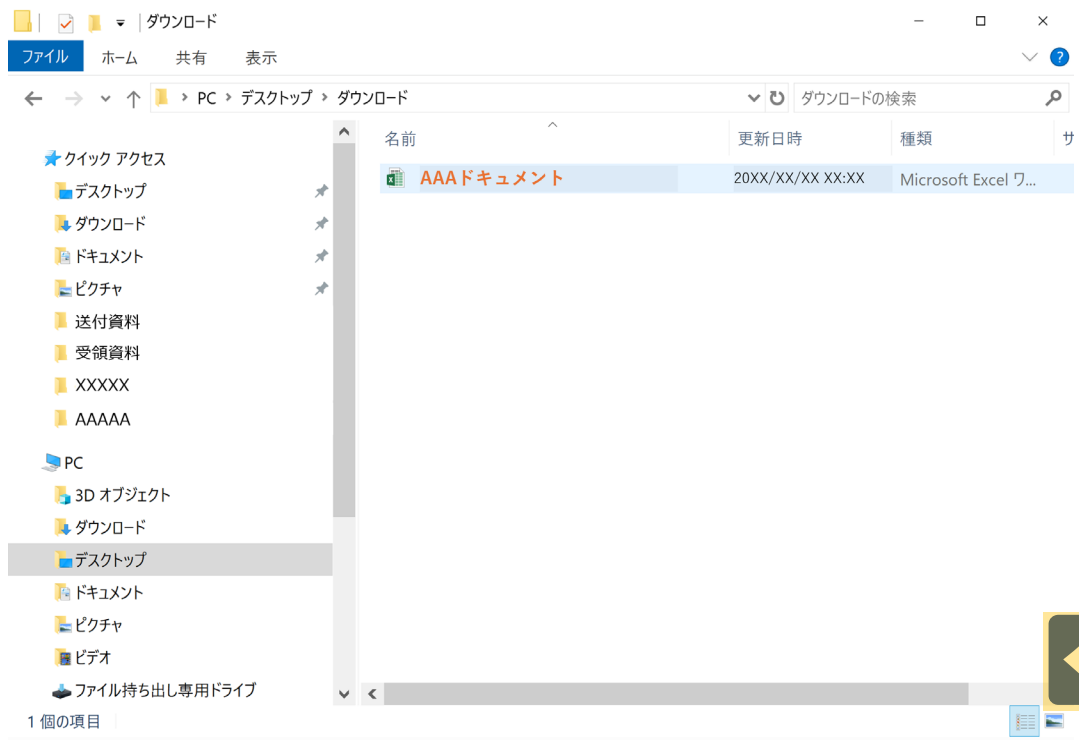 ダウンロード
ファイル ホーム 共有 表示
PC デスクトップ ダウンロード ダウンロードの検索
名前 更新日時 種類 サ
クイック アクセス
AAAドキュメント 20XX/XX/XX XX:XX Microsoft Excel ワ...
デスクトップ
ダウンロード
ドキュメント
ピクチャ
送付資料
受領資料
XXXXX
AAAAA
PC
3D オブジェクト
ダウンロード
デスクトップ
ドキュメント
ピクチャ
ビデオ
ファイル持ち出し専用ドライブ
1 個の項目